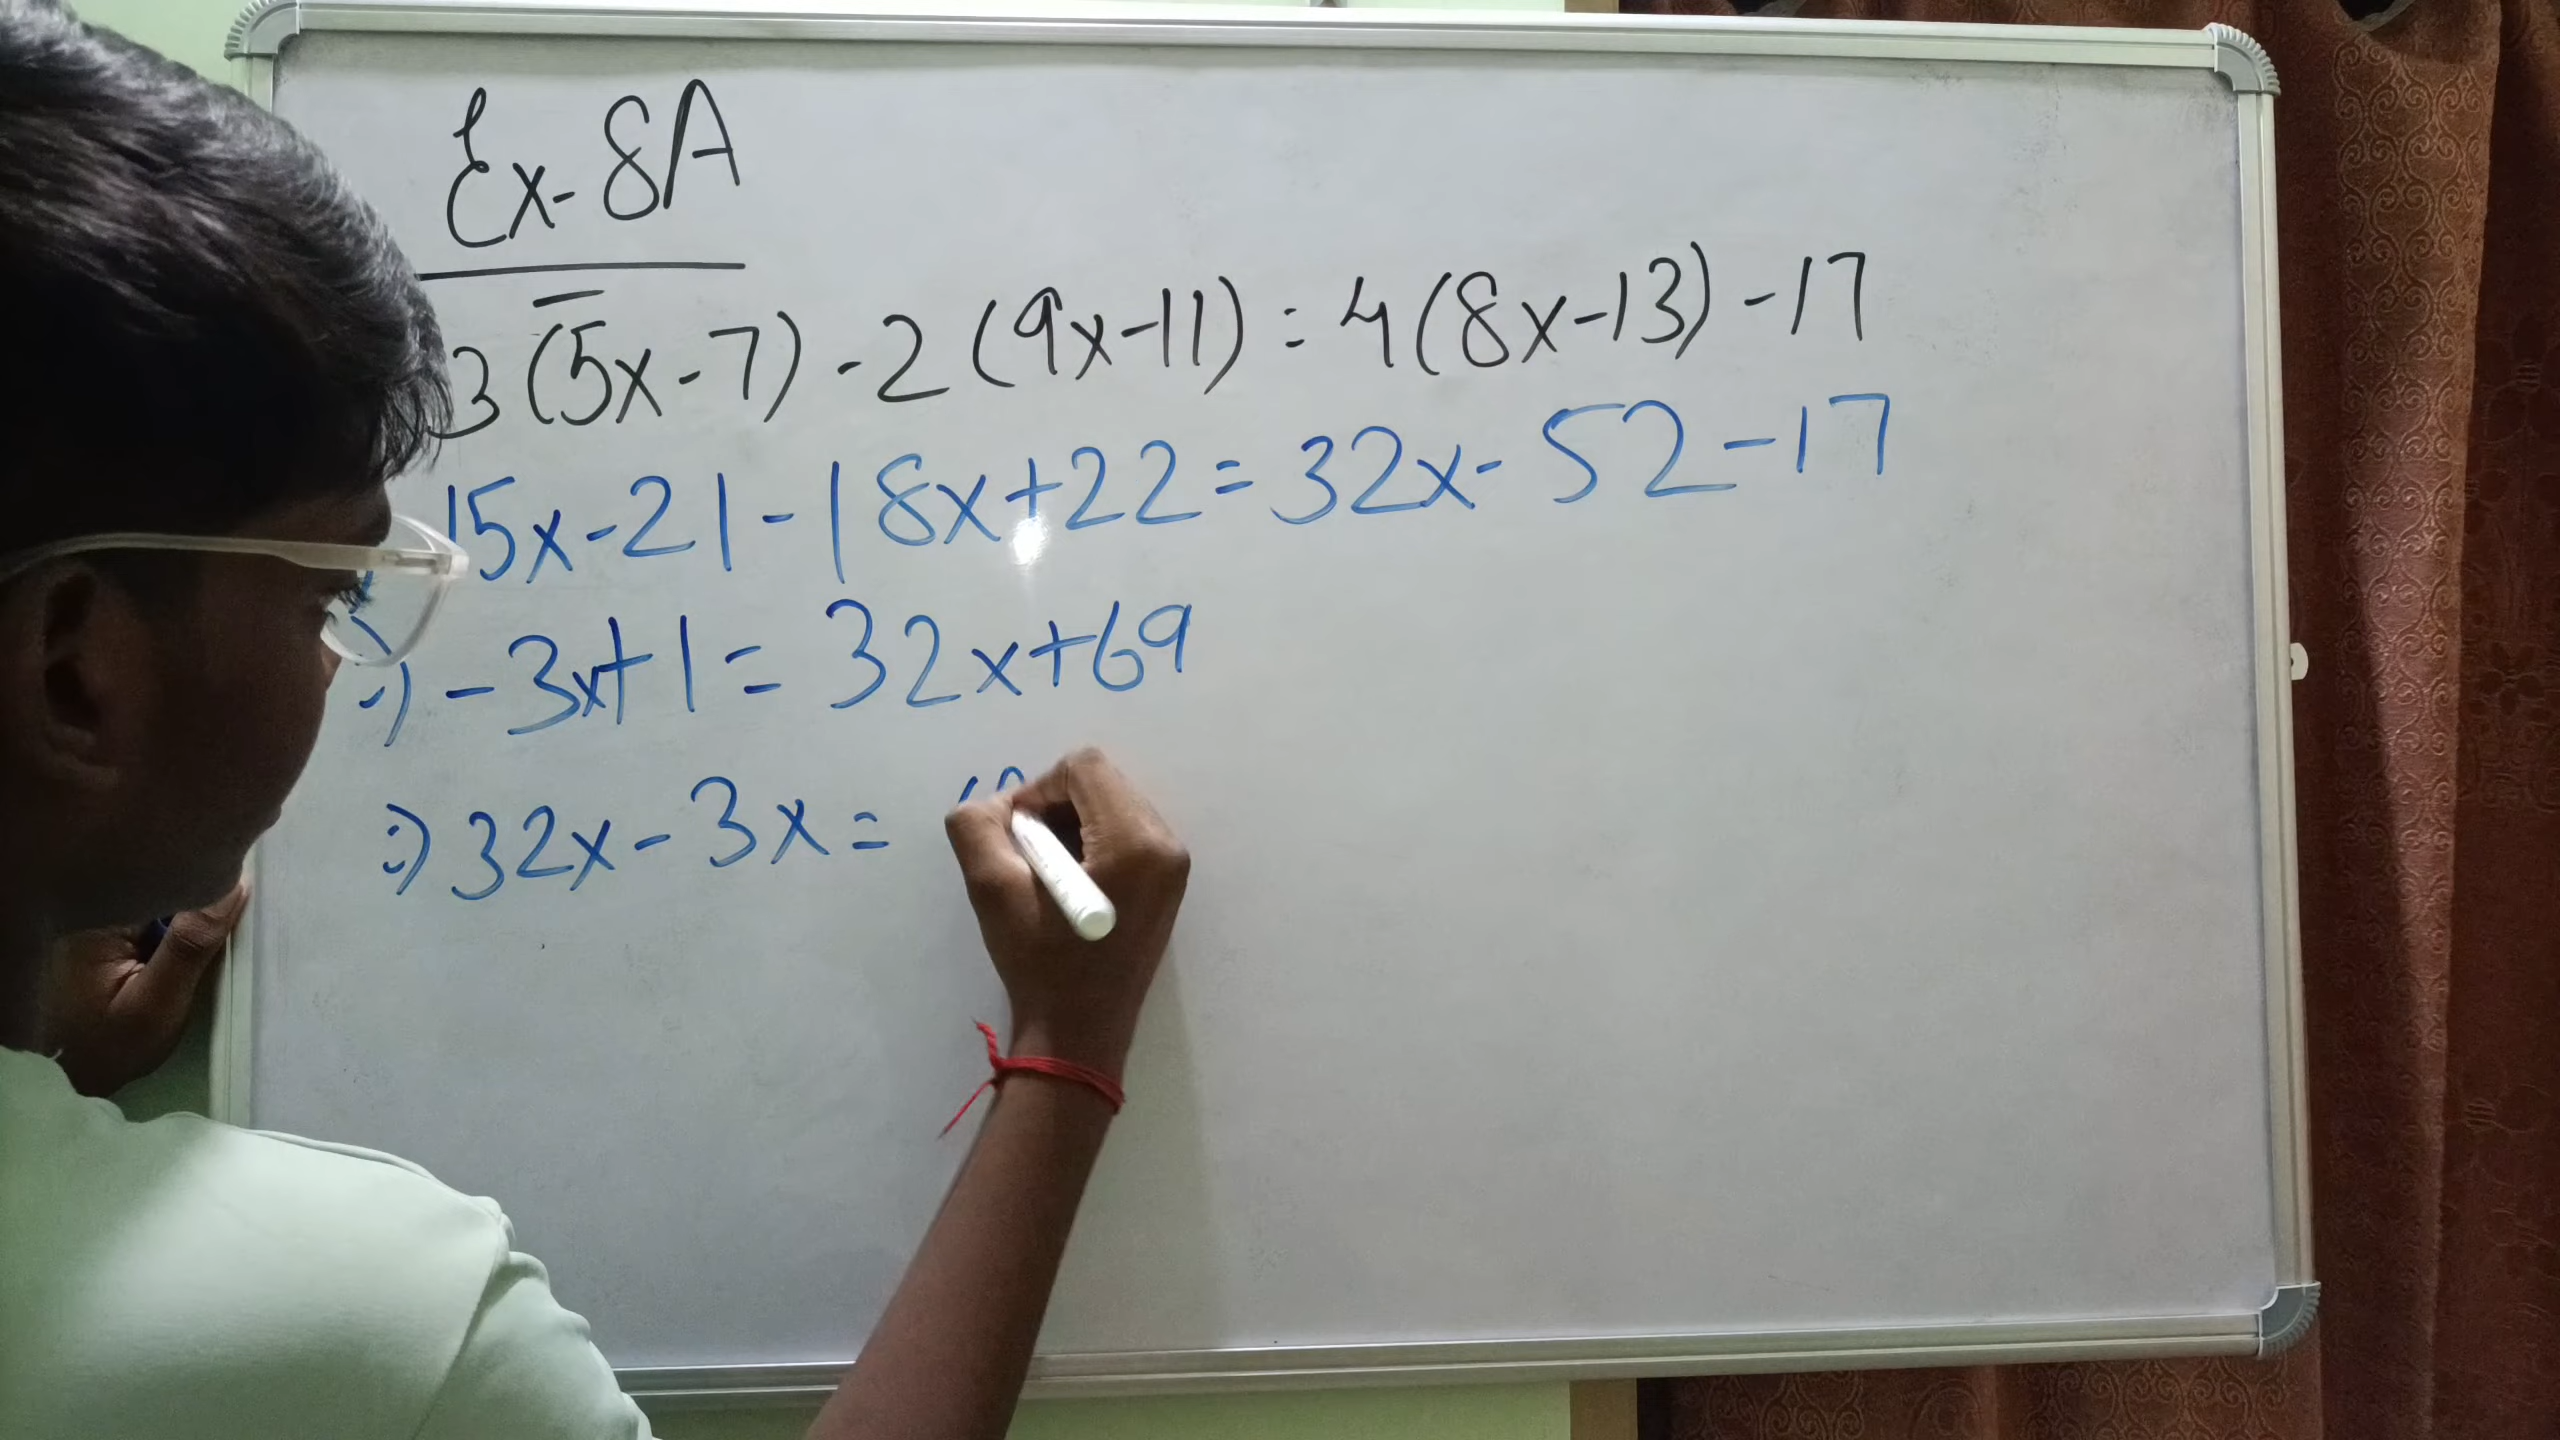 Ex-8A
3(5x-7)-2(9x-11)=4(8x-13)-17
15x-21-18x+22=32x-52-17
⇒ -3x+1=32x+69
⇒ 32x-3x=